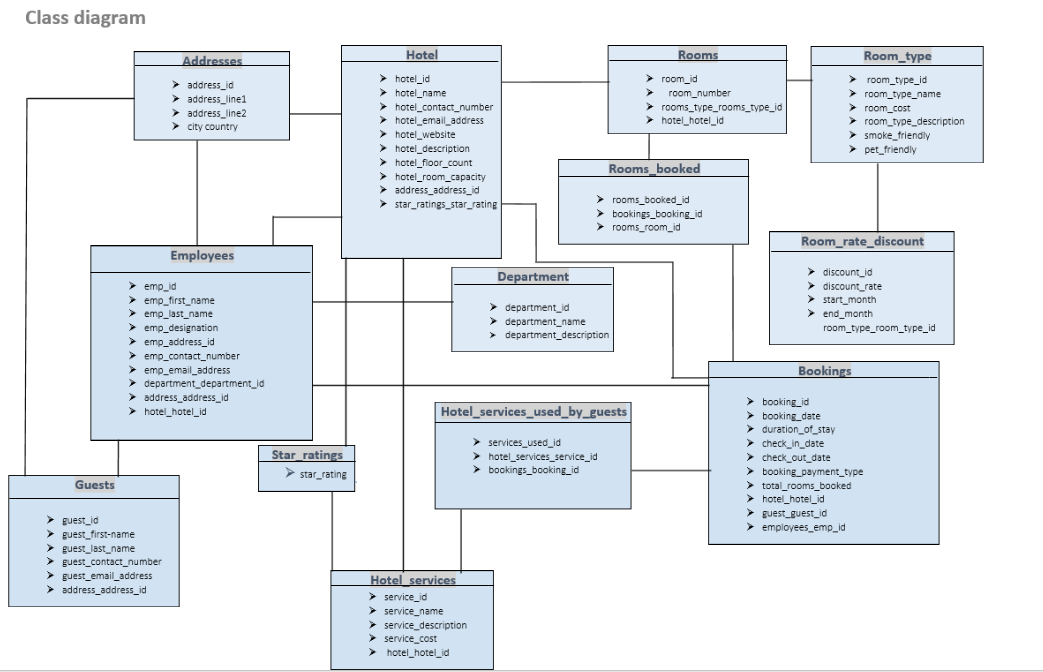 Class diagram
Addresses
address_id
address_line1
address_line2
city country
Hotel
hotel_id
hotel_name
hotel_contact_number
hotel_email_address
hotel_website
hotel_description
hotel_floor_count
hotel_room_capacity
address_address_id
star_ratings_star_rating
Rooms
room_id
room_number
rooms_type_rooms_type_id
hotel_hotel_id
Room_type
room_type_id
room_type_name
room_cost
room_type_description
smoke_friendly
pet_friendly
Rooms_booked
rooms_booked_id
bookings_booking_id
rooms_room_id
Room_rate_discount
discount_id
discount_rate
start_month
end_month
room_type_room_type_id
Employees
emp_id
emp_first_name
emp_last_name
emp_designation
emp_address_id
emp_contact_number
emp_email_address
department_department_id
address_address_id
hotel_hotel_id
Department
department_id
department_name
department_description
Bookings
booking_id
booking_date
duration_of_stay
check_in_date
check_out_date
booking_payment_type
total_rooms_booked
hotel_hotel_id
guest_guest_id
employees_emp_id
Hotel_services_used_by_guests
services_used_id
hotel_services_service_id
bookings_booking_id
Star_ratings
star_rating
Guests
guest_id
guest_first-name
guest_last_name
guest_contact_number
guest_email_address
address_address_id
Hotel_services
service_id
service_name
service_description
service_cost
hotel_hotel_id